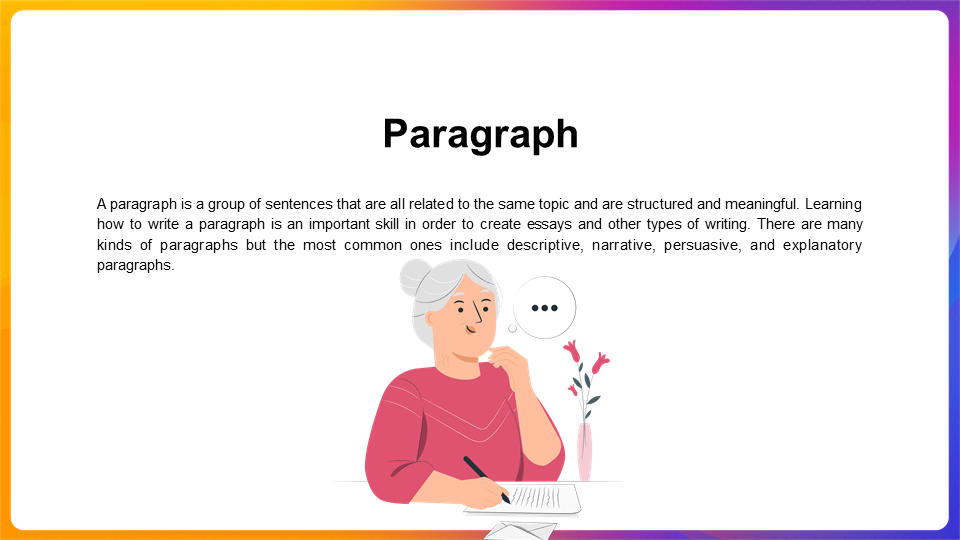 Paragraph
A paragraph is a group of sentences that are all related to the same topic and are structured and meaningful. Learning
how to write a paragraph is an important skill in order to create essays and other types of writing. There are many
kinds of paragraphs but the most common ones include descriptive, narrative, persuasive, and explanatory
paragraphs.